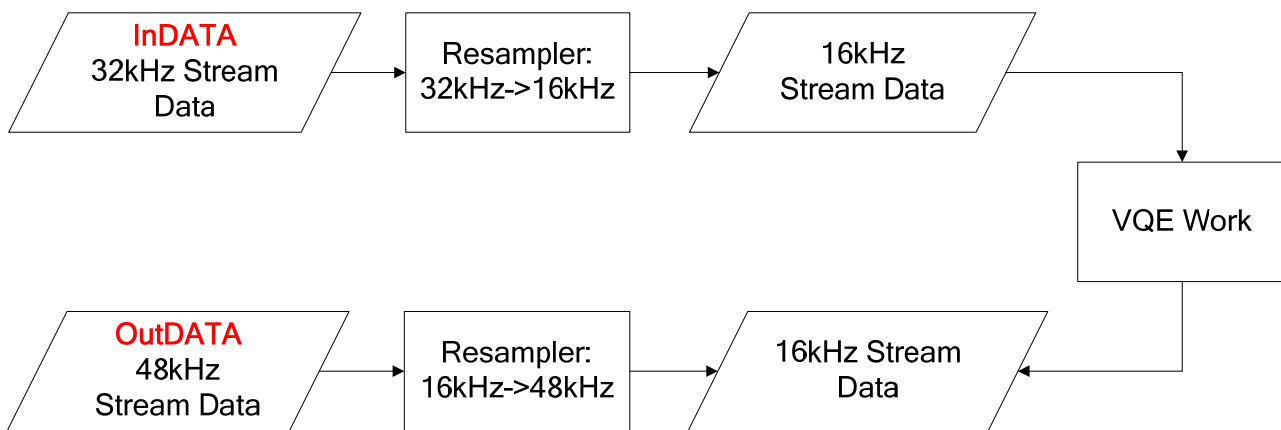 InDATA
32kHz Stream
Data
Resampler:
32kHz->16kHz
16kHz
Stream Data
VQE Work
OutDATA
48kHz
Stream Data
Resampler:
16kHz->48kHz
16kHz Stream
Data